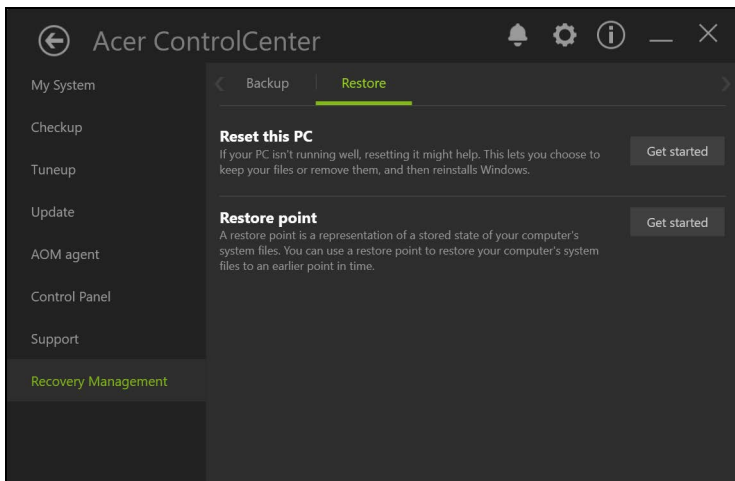 Acer ControlCenter
My System
Checkup
Tuneup
Update
AOM agent
Control Panel
Support
Recovery Management
Backup
Restore
Reset this PC
If your PC isn't running well, resetting it might help. This lets you choose to
keep your files or remove them, and then reinstalls Windows.
Get started
Restore point
A restore point is a representation of a stored state of your computer's
system files. You can use a restore point to restore your computer's system
files to an earlier point in time.
Get started